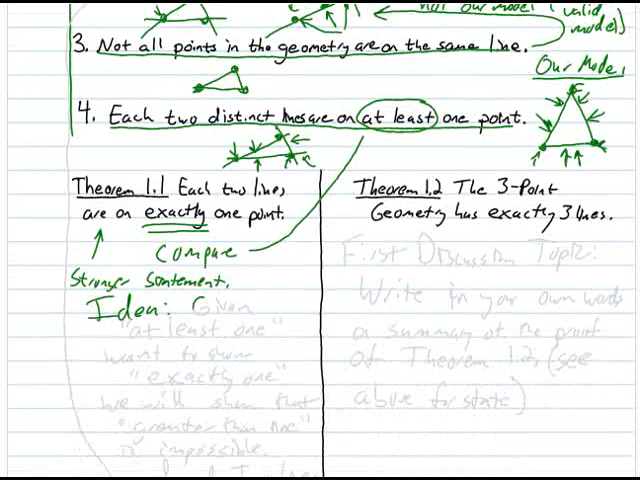 not our model (valid model)
3. Not all points in the geometry are on the same line.
Our Model
4. Each two distinct lines are on at least one point.
Theorem 1.1 Each two lines
are on exactly one point.
Compare
Stronger Statement.
Idea: Given
"at least one"
want to show
"exactly one"
we will show that
"greater than one"
is impossible.
Theorem 1.2 The 3-Point
Geometry has exactly 3 lines.
First Discussion Topic:
Write in your own words
a summary of the proof
of Theorem 1.2, (see
above for static)